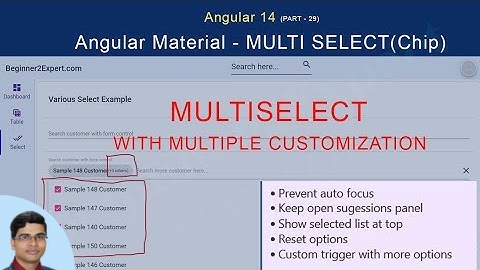 Angular 14 (PART - 29)
Angular Material - MULTI SELECT(Chip)
Beginner2Expert.com
Search here...
Dashboard
Table
Select
Various Select Example
MULTISELECT
WITH MULTIPLE CUSTOMIZATION
Search customer with form control
Search customer with form control
Sample 148 Customer (+3 others)
Search more customer here...
Sample 148 Customer
Sample 147 Customer
Sample 140 Customer
Sample 150 Customer
Sample 146 Customer
• Prevent auto focus
• Keep open sugessions panel
• Show selected list at top
• Reset options
• Custom trigger with more options